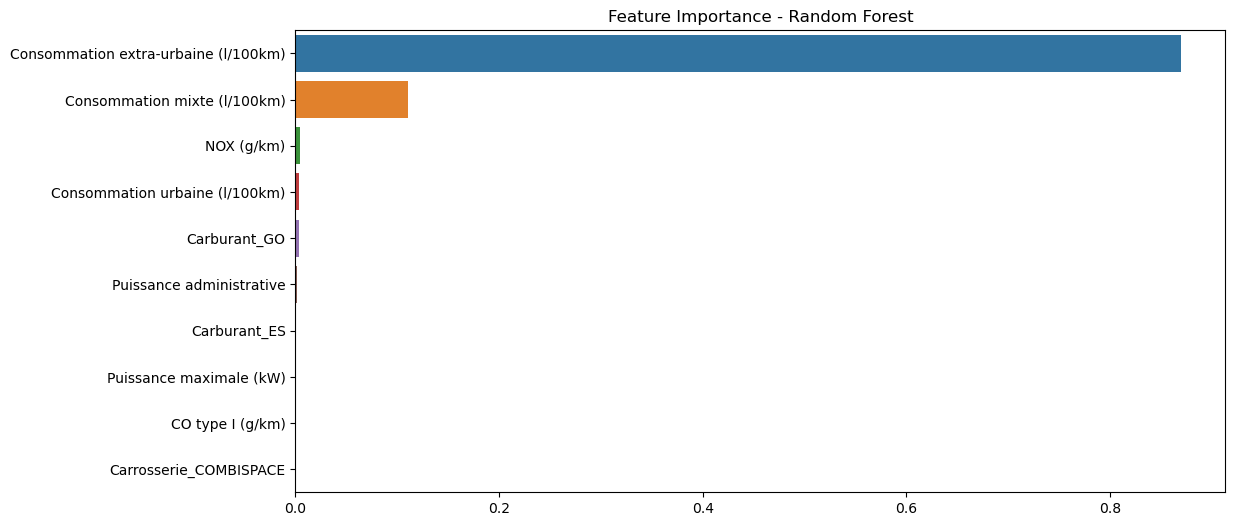 Feature Importance - Random Forest
Consommation extra-urbaine (l/100km)
Consommation mixte (l/100km)
NOX (g/km)
Consommation urbaine (l/100km)
Carburant_GO
Puissance administrative
Carburant_ES
Puissance maximale (kW)
CO type I (g/km)
Carrosserie_COMBISPACE
0.0 0.2 0.4 0.6 0.8